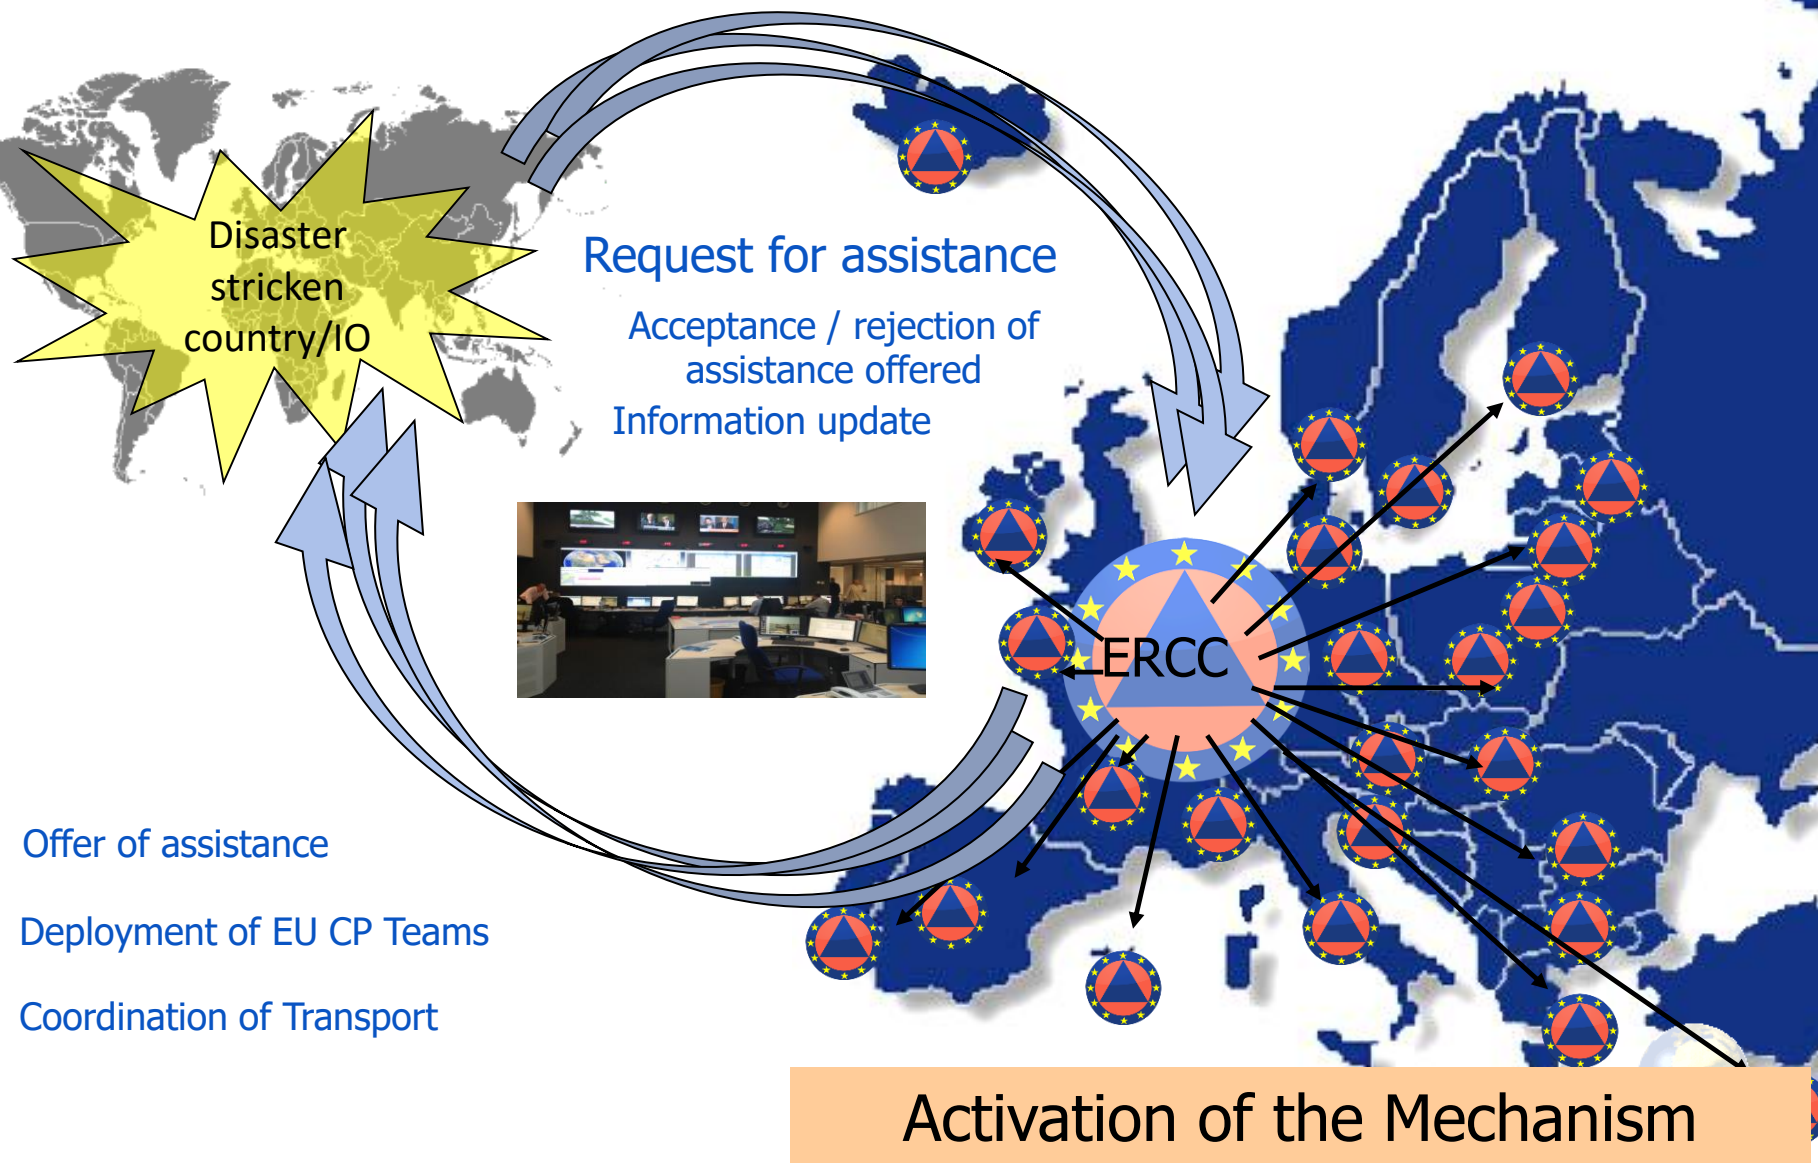 Disaster
stricken
country/IO
Request for assistance
Acceptance / rejection of
assistance offered
Information update
ERCC
Offer of assistance
Deployment of EU CP Teams
Coordination of Transport
Activation of the Mechanism